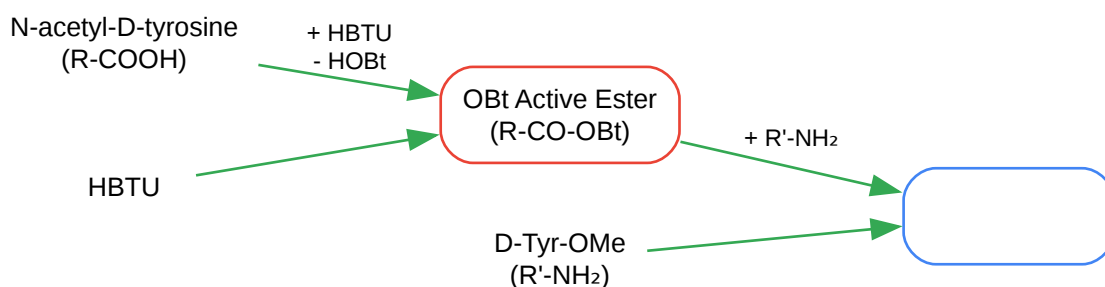 N-acetyl-D-tyrosine
(R-COOH)
+ HBTU
- HOBt
OBt Active Ester
(R-CO-OBt)
+ R'-NH₂
HBTU
D-Tyr-OMe
(R'-NH₂)